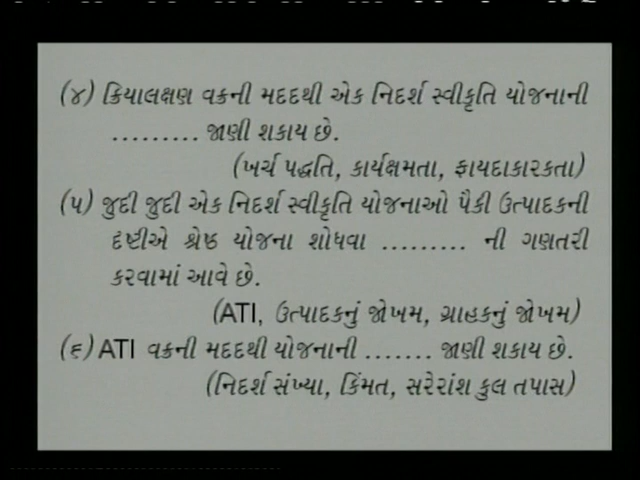 (૪) ક્રિયાલક્ષણ વક્રની મદદથી એક નિદર્શ સ્વીકૃતિ યોજનાની
......... જાણી શકાય છે.
(ખર્ચ પદ્ધતિ, કાર્યક્ષમતા, ફાયદાકારકતા)
(૫) જુદી જુદી એક નિદર્શ સ્વીકૃતિ યોજનાઓ પૈકી ઉત્પાદકની
દૃષ્ટીએ શ્રેષ્ઠ યોજના શોધવા ......... ની ગણતરી
કરવામાં આવે છે.
(ATI, ઉત્પાદકનું જોખમ, ગ્રાહકનું જોખમ)
(૬) ATI વક્રની મદદથી યોજનાની ....... જાણી શકાય છે.
(નિદર્શ સંખ્યા, કિંમત, સરેરાંશ કુલ તપાસ)